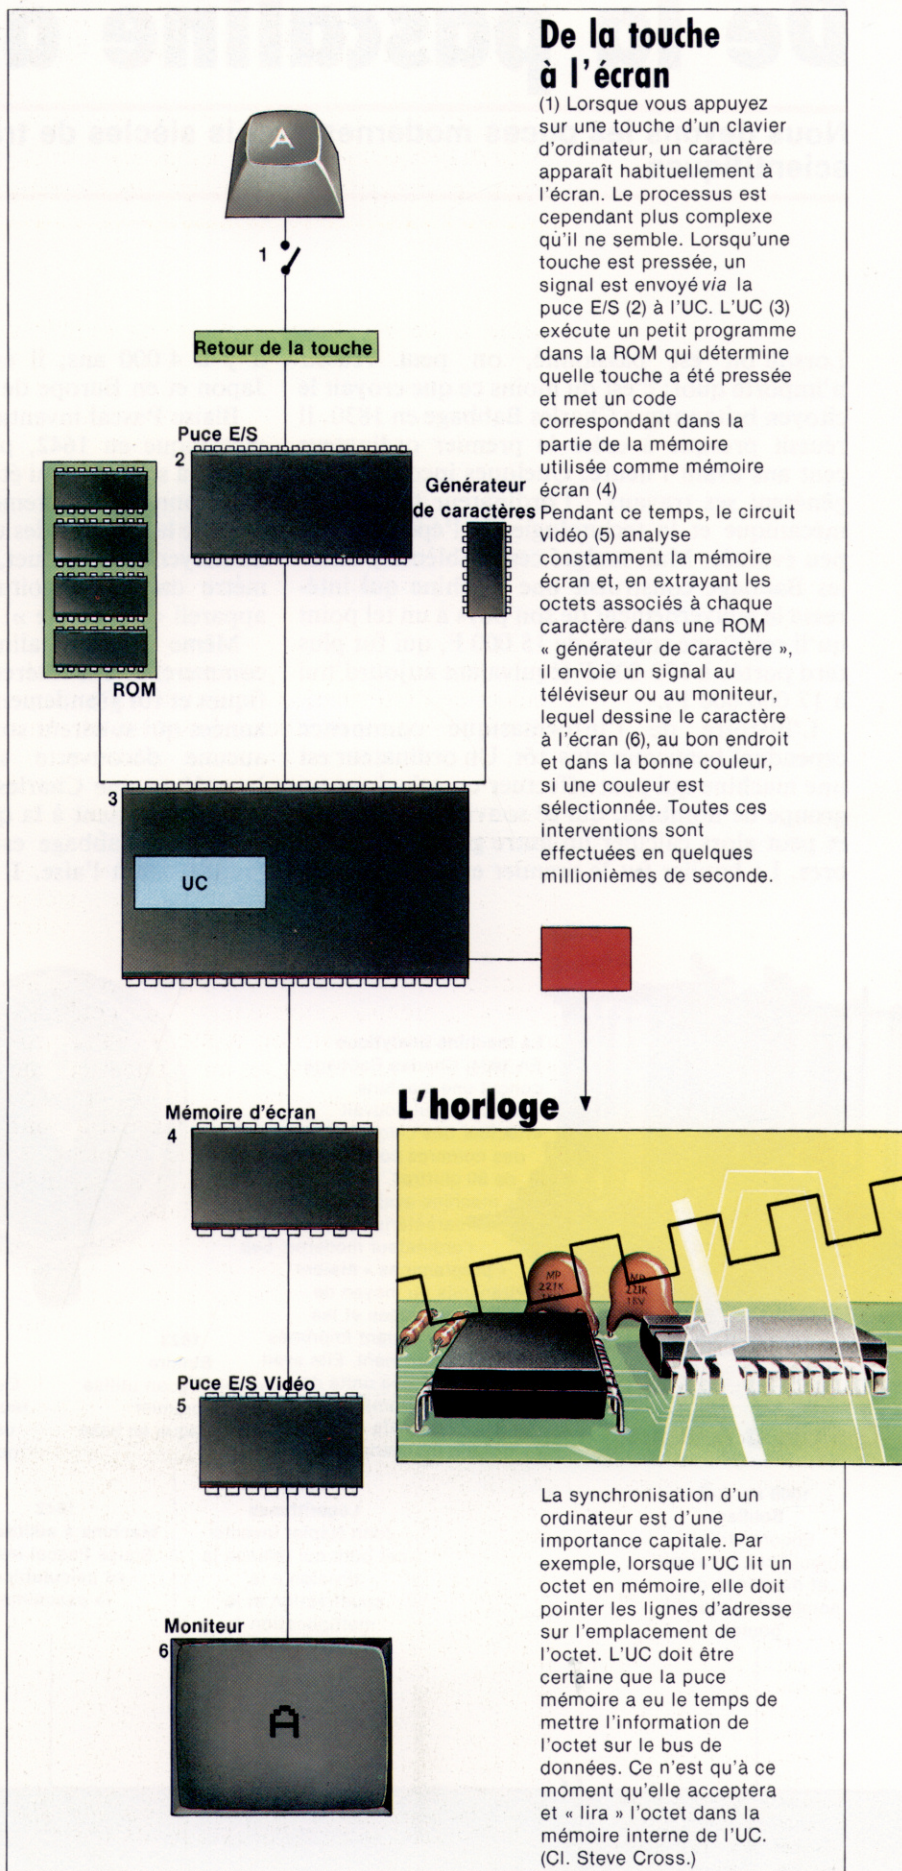 De la touche
à l'écran
(1) Lorsque vous appuyez
sur une touche d'un clavier
d'ordinateur, un caractère
apparaît habituellement à
l'écran. Le processus est
cependant plus complexe
qu'il ne semble. Lorsqu'une
touche est pressée, un
signal est envoyé via la
puce E/S (2) à l'UC. L'UC (3)
exécute un petit programme
dans la ROM qui détermine
quelle touche a été pressée
et met un code
correspondant dans la
partie de la mémoire
utilisée comme mémoire
écran (4)
Pendant ce temps, le circuit
vidéo (5) analyse
constamment la mémoire
écran et, en extrayant les
octets associés à chaque
caractère dans une ROM
« générateur de caractère »,
il envoie un signal au
téléviseur ou au moniteur,
lequel dessine le caractère
à l'écran (6), au bon endroit
et dans la bonne couleur,
si une couleur est
sélectionnée. Toutes ces
interventions sont
effectuées en quelques
millionièmes de seconde.
A
1
Retour de la touche
Puce E/S
2
Générateur
de caractères
ROM
3
UC
Mémoire d'écran
4
Puce E/S Vidéo
5
Moniteur
6
A
L'horloge
MP
221K
1KV
MP
221K
1KV
La synchronisation d'un
ordinateur est d'une
importance capitale. Par
exemple, lorsque l'UC lit un
octet en mémoire, elle doit
pointer les lignes d'adresse
sur l'emplacement de
l'octet. L'UC doit être
certaine que la puce
mémoire a eu le temps de
mettre l'information de
l'octet sur le bus de
données. Ce n'est qu'à ce
moment qu'elle acceptera
et « lira » l'octet dans la
mémoire interne de l'UC.
(Cl. Steve Cross.)